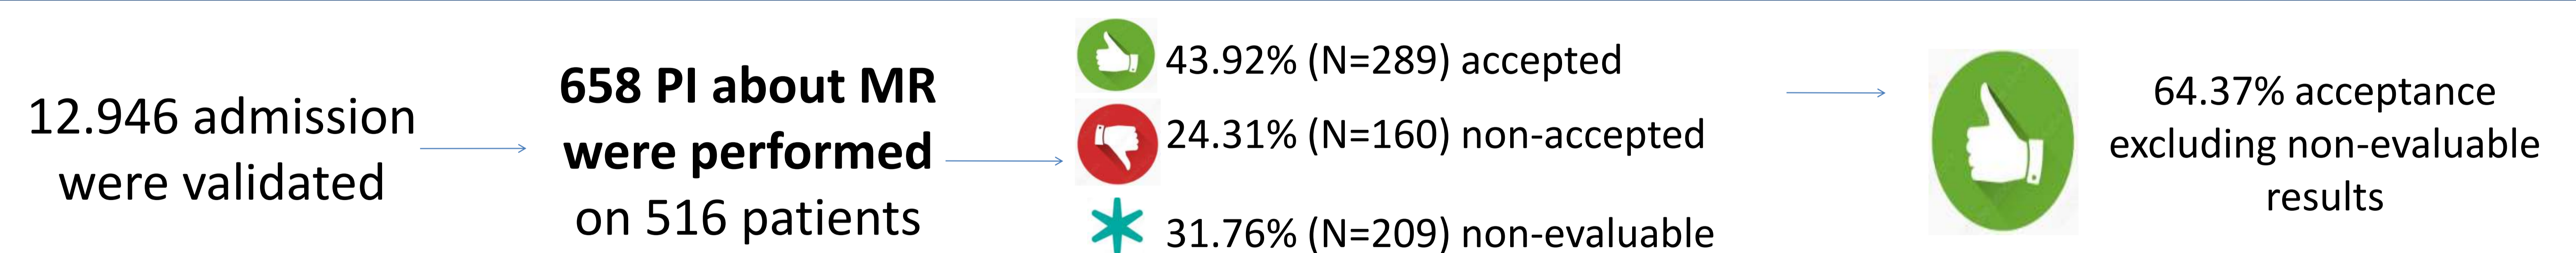 12.946 admission
were validated
658 PI about MR
were performed
on 516 patients
43.92% (N=289) accepted
24.31% (N=160) non-accepted
31.76% (N=209) non-evaluable
64.37% acceptance
excluding non-evaluable
results